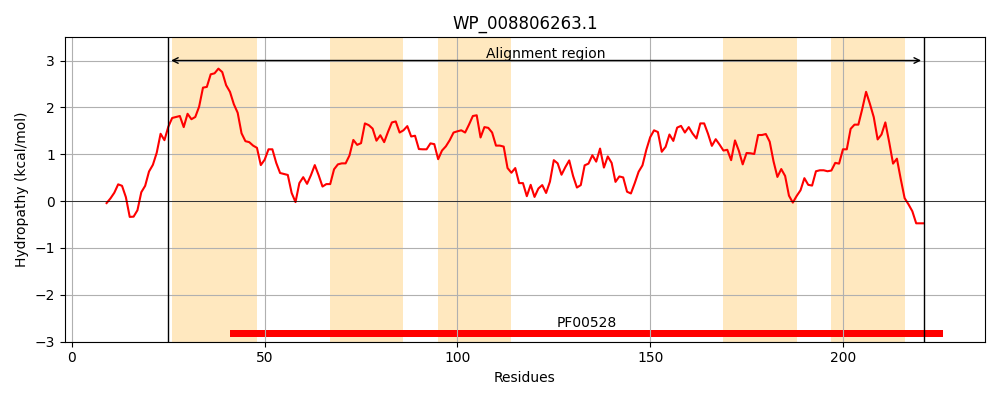 WP_008806263.1
Hydropathy (kcal/mol)
3
2
1
0
−1
−2
−3
Alignment region
PF00528
0
50
100
150
200
Residues